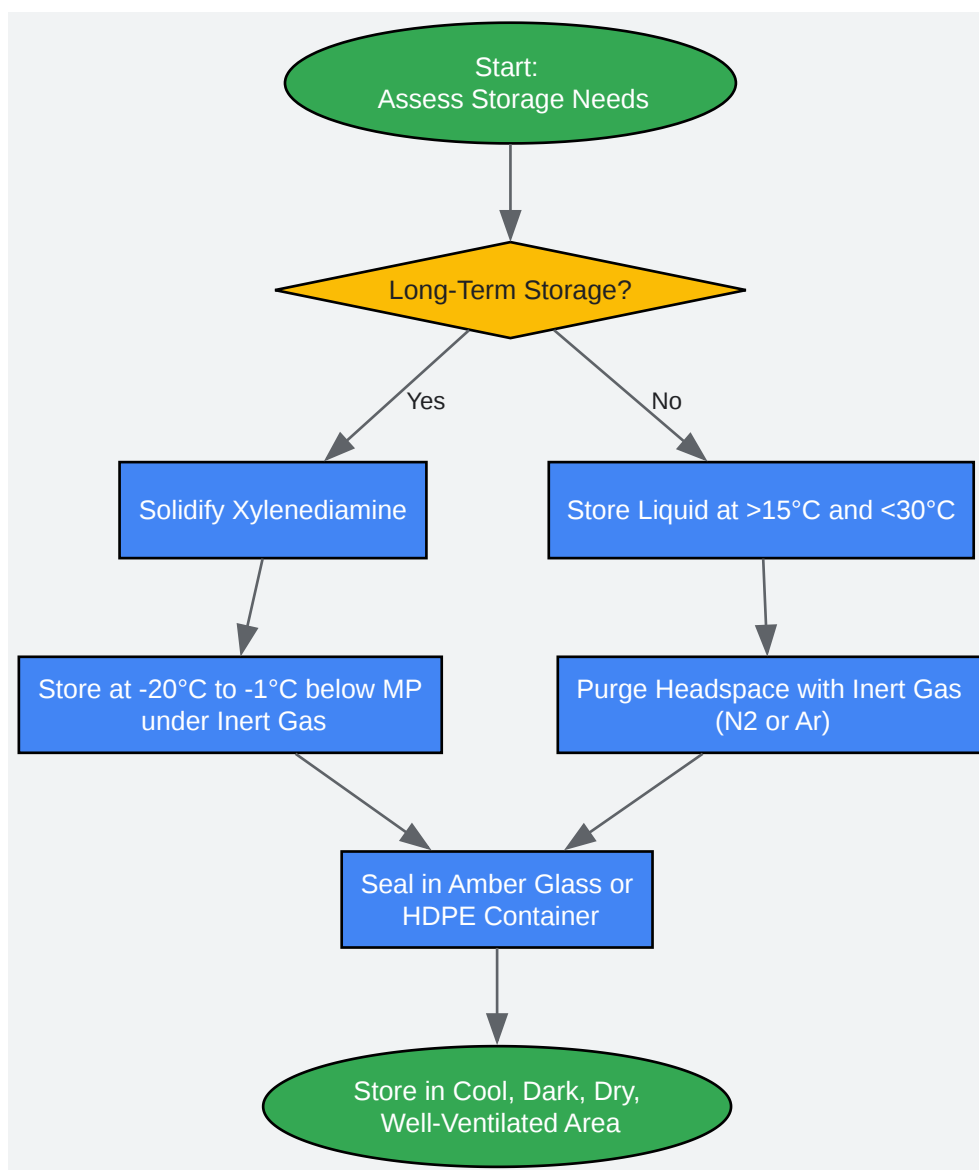 Start:
Assess Storage Needs
Long-Term Storage?
Yes
No
Solidify Xylenediamine
Store Liquid at >15°C and <30°C
Store at -20°C to -1°C below MP
under Inert Gas
Purge Headspace with Inert Gas
(N2 or Ar)
Seal in Amber Glass or
HDPE Container
Store in Cool, Dark, Dry,
Well-Ventilated Area